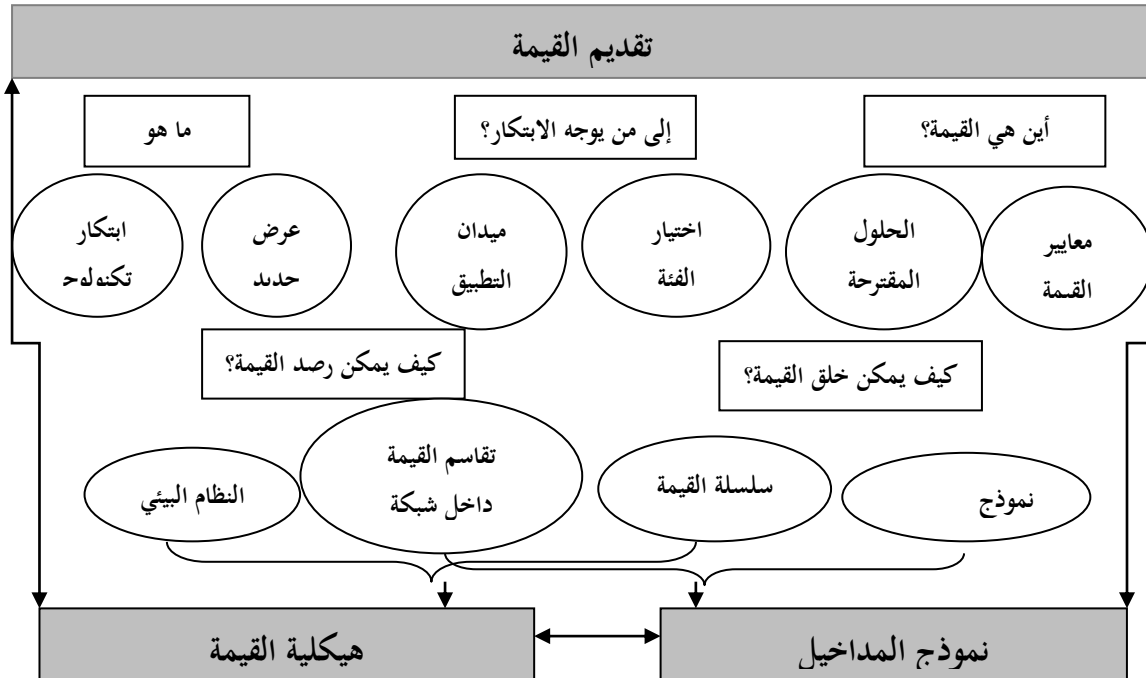 تقديم القيمة
أين هي القيمة؟
إلى من يوجه الابتكار؟
ما هو
معايير
القيمة
الحلول
المقترحة
اختيار
الفئة
ميدان
التطبيق
عرض
جديد
ابتكار
تكنولوج
كيف يمكن خلق القيمة؟
كيف يمكن رصد القيمة؟
نموذج
سلسلة القيمة
تقاسم القيمة
داخل شبكة
النظام البيئي
نموذج المداخيل
هيكلية القيمة